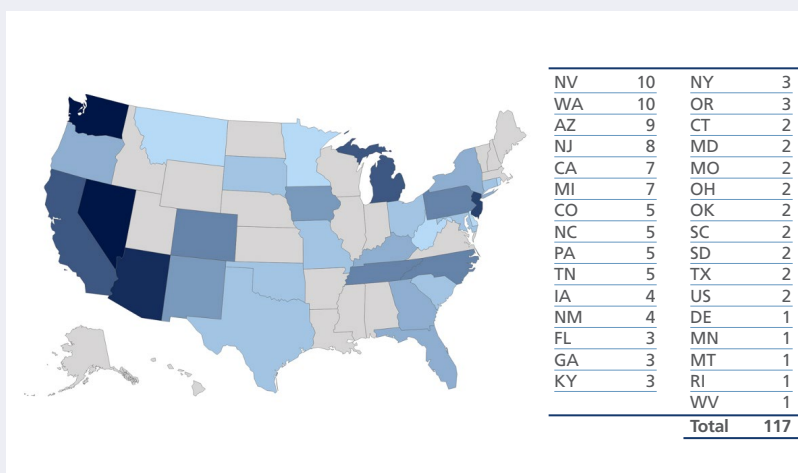 NV 10 NY 3
WA 10 OR 3
AZ 9 CT 2
NJ 8 MD 2
CA 7 MO 2
MI 7 OH 2
CO 5 OK 2
NC 5 SC 2
PA 5 SD 2
TN 5 TX 2
IA 4 US 2
NM 4 DE 1
FL 3 MN 1
GA 3 MT 1
KY 3 RI 1
WV 1
Total 117